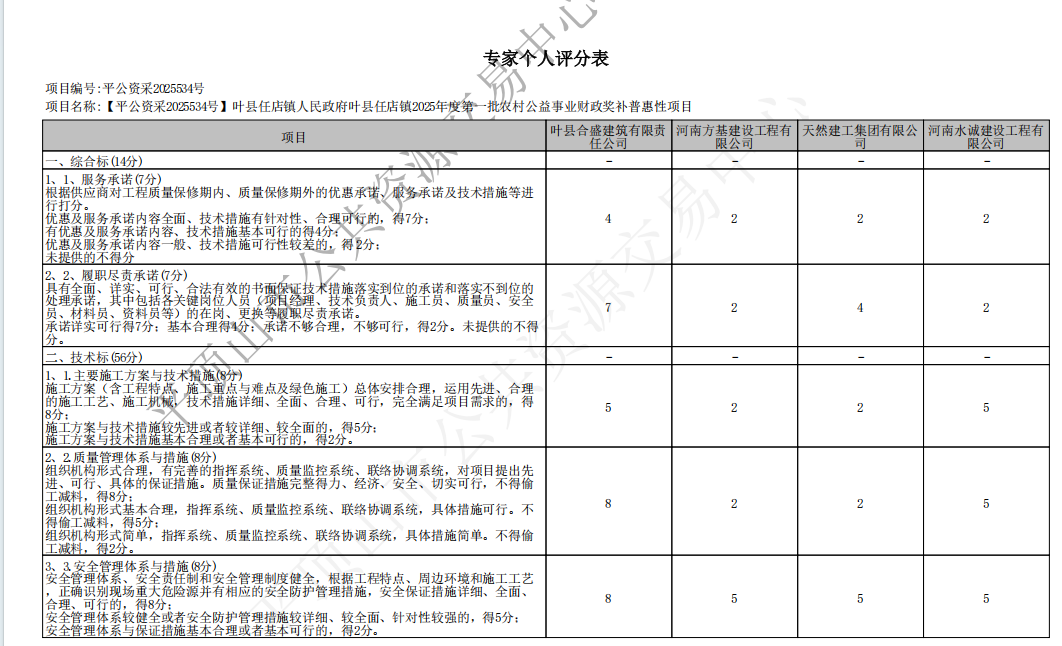 专家个人评分表
项目编号:平公资采2025534号
项目名称:【平公资采2025534号】叶县任店镇人民政府叶县任店镇2025年度第一批农村公益事业财政奖补普惠性项目
项目
叶县合盛建筑有限责
任公司
河南方基建设工程有
限公司
天然建工集团有限公
司
河南水诚建设工程有
限公司
一、综合标(14分)
–
–
–
–
1、1、服务承诺(7分)
根据供应商对工程质量保修期内、质量保修期外的优惠承诺、服务承诺及技术措施等进
行打分。
优惠及服务承诺内容全面、技术措施有针对性、合理可行的，得7分；
有优惠及服务承诺内容、技术措施基本可行的得4分；
优惠及服务承诺内容一般、技术措施可行性较差的，得2分；
未提供的不得分
4
2
2
2
2、2、履职尽责承诺(7分)
具有全面、详实、可行、合法有效的书面保证技术措施落实到位的承诺和落实不到位的
处理承诺，其中包括各关键岗位人员（项目经理、技术负责人、施工员、质量员、安全
员、材料员、资料员等）的在岗、更换等履职尽责承诺。
承诺详实可行得7分；基本合理得4分；承诺不够合理，不够可行，得2分。未提供的不得
分。
7
2
4
2
二、技术标(56分)
–
–
–
–
1、1.主要施工方案与技术措施(8分)
施工方案（含工程特点、施工重点与难点及绿色施工）总体安排合理，运用先进、合理
的施工工艺、施工机械，技术措施详细、全面、合理、可行，完全满足项目需求的，得
8分；
施工方案与技术措施较先进或者较详细、较全面的，得5分；
施工方案与技术措施基本合理或者基本可行的，得2分。
5
2
2
5
2、2.质量管理体系与措施(8分)
组织机构形式合理，有完善的指挥系统、质量监控系统、联络协调系统，对项目提出先
进、可行、具体的保证措施。质量保证措施完整得力、经济、安全、切实可行，不得偷
工减料，得8分；
组织机构形式基本合理，指挥系统、质量监控系统、联络协调系统，具体措施可行。不
得偷工减料，得5分；
组织机构形式简单，指挥系统、质量监控系统、联络协调系统，具体措施简单。不得偷
工减料，得2分。
8
2
2
5
3、3.安全管理体系与措施(8分)
安全管理体系、安全责任制和安全管理制度健全，根据工程特点、周边环境和施工工艺
，正确识别现场重大危险源并有相应的安全防护管理措施，安全保证措施详细、全面、
合理、可行的，得8分；
安全管理体系较健全或者安全防护管理措施较详细、较全面、针对性较强的，得5分；
安全管理体系与保证措施基本合理或者基本可行的，得2分。
8
5
5
5
平顶山市公共资源交易中心
平顶山市公共资源交易中心